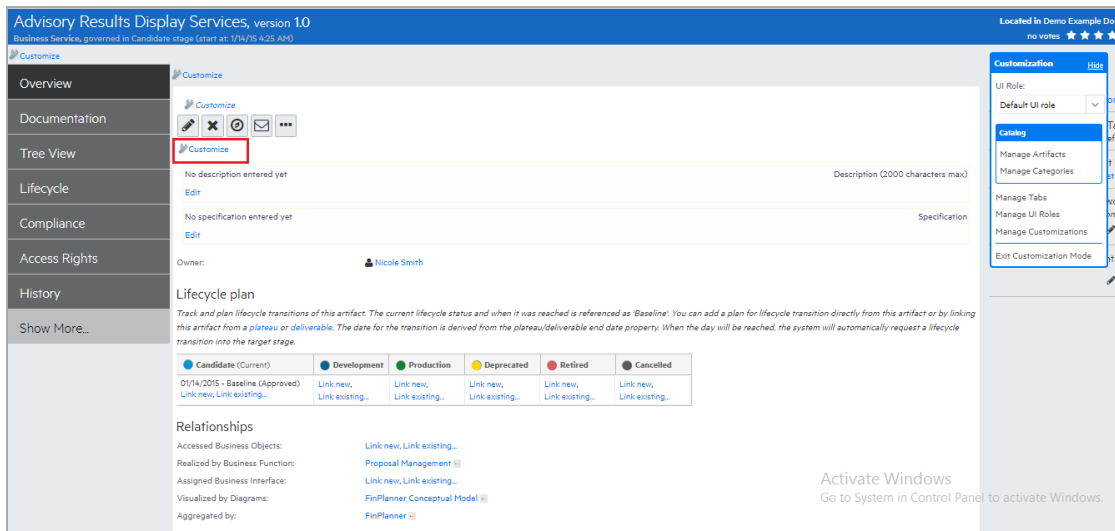 Advisory Results Display Services, version 1.0
Business Service, governed in Candidate stage (start at: 1/14/15 4:25 AM)
Located in Demo Example Do
no votes
Customize
Overview
Documentation
Tree View
Lifecycle
Compliance
Access Rights
History
Show More...
Customize
Customize
Customize
No description entered yet
Description (2000 characters max)
Edit
No specification entered yet
Specification
Edit
Owner:
Nicole Smith
Lifecycle plan
Track and plan lifecycle transitions of this artifact. The current lifecycle status and when it was reached is referenced as 'Baseline'. You can add a plan for lifecycle transition directly from this artifact or by linking
this artifact from a plateau or deliverable. The date for the transition is derived from the plateau/deliverable end date property. When the day will be reached, the system will automatically request a lifecycle
transition into the target stage.
Candidate (Current) Development Production Deprecated Retired Cancelled
01/14/2015 - Baseline (Approved) Link new, Link new, Link new, Link new, Link new,
Link new, Link existing... Link existing... Link existing... Link existing... Link existing... Link existing...
Relationships
Accessed Business Objects: Link new, Link existing...
Realized by Business Function: Proposal Management
Assigned Business Interface: Link new, Link existing...
Visualized by Diagrams: FinPlanner Conceptual Model
Aggregated by: FinPlanner
Customization Hide
UI Role:
Default UI role
Catalog
Manage Artifacts
Manage Categories
Manage Tabs
Manage UI Roles
Manage Customizations
Exit Customization Mode
Activate Windows
Go to System in Control Panel to activate Windows.